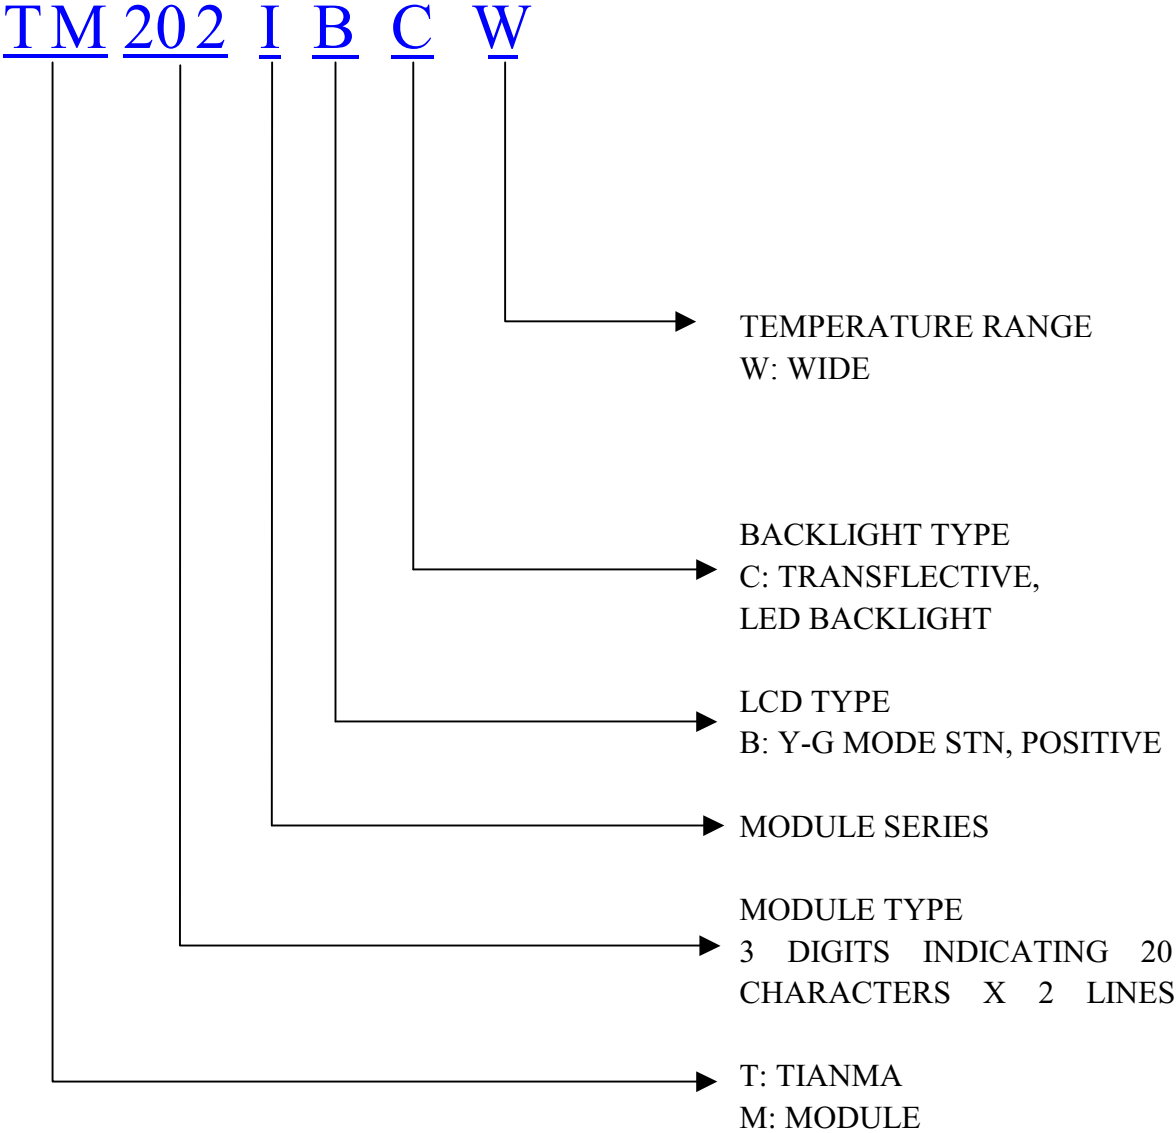 TM 202 I B C W
TEMPERATURE RANGE
W: WIDE
BACKLIGHT TYPE
C: TRANSFLECTIVE,
LED BACKLIGHT
LCD TYPE
B: Y-G MODE STN, POSITIVE
MODULE SERIES
MODULE TYPE
3 DIGITS INDICATING 20
CHARACTERS X 2 LINES
T: TIANMA
M: MODULE